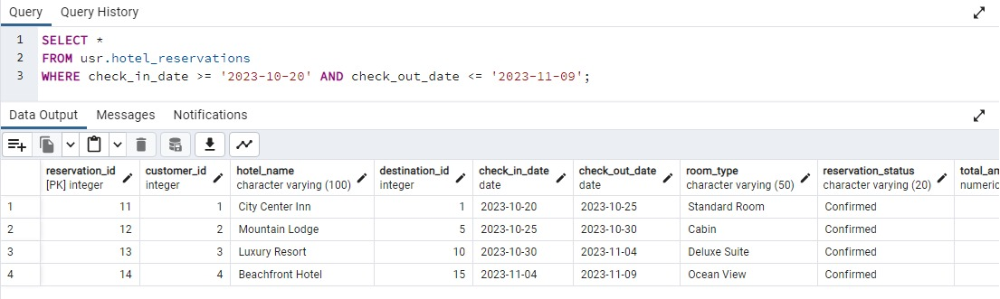 Query Query History
1 SELECT *
2 FROM usr.hotel_reservations
3 WHERE check_in_date >= '2023-10-20' AND check_out_date <= '2023-11-09';
Data Output Messages Notifications
reservation_id customer_id hotel_name destination_id check_in_date check_out_date room_type reservation_status total_am
[PK] integer integer character varying (100) integer date date character varying (50) character varying (20) numeric
1 11 1 City Center Inn 1 2023-10-20 2023-10-25 Standard Room Confirmed
2 12 2 Mountain Lodge 5 2023-10-25 2023-10-30 Cabin Confirmed
3 13 3 Luxury Resort 10 2023-10-30 2023-11-04 Deluxe Suite Confirmed
4 14 4 Beachfront Hotel 15 2023-11-04 2023-11-09 Ocean View Confirmed